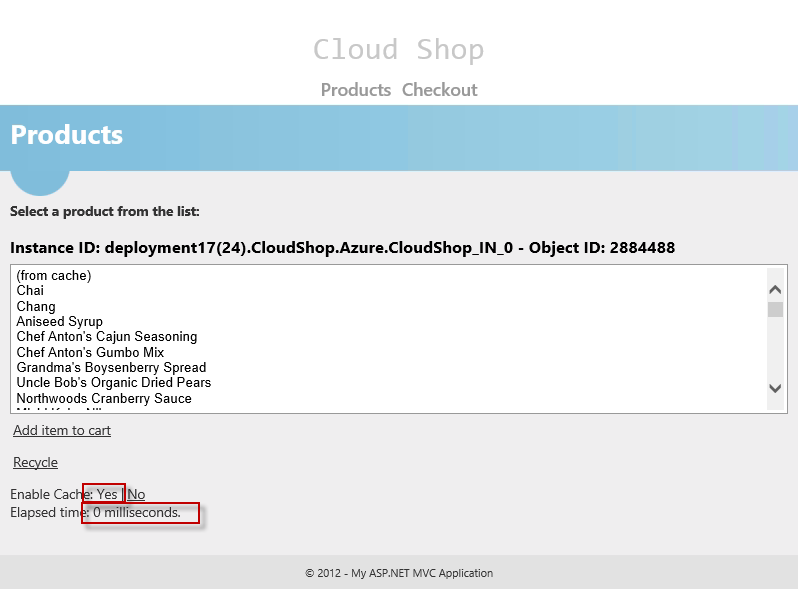 Cloud Shop
Products Checkout
Products
Select a product from the list:
Instance ID: deployment17(24).CloudShop.Azure.CloudShop_IN_0 - Object ID: 2884488
(from cache)
Chai
Chang
Aniseed Syrup
Chef Anton's Cajun Seasoning
Chef Anton's Gumbo Mix
Grandma's Boysenberry Spread
Uncle Bob's Organic Dried Pears
Northwoods Cranberry Sauce
Add item to cart
Recycle
Enable Cache: Yes | No
Elapsed time: 0 milliseconds.
© 2012 - My ASP.NET MVC Application